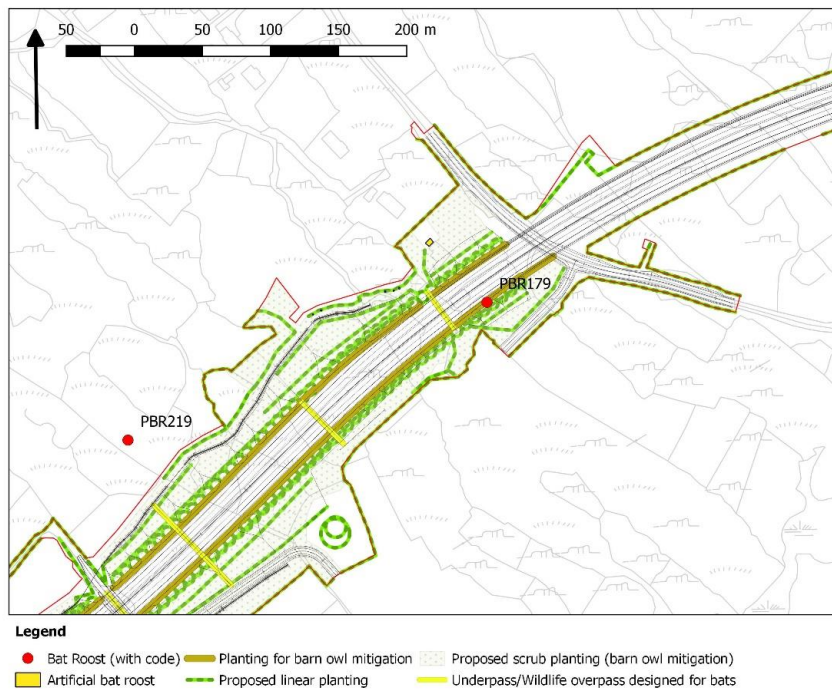 50 0 50 100 150 200 m
PBR179
PBR219
Legend
Bat Roost (with code) Planting for barn owl mitigation Proposed scrub planting (barn owl mitigation)
Artificial bat roost Proposed linear planting Underpass/Wildlife overpass designed for bats